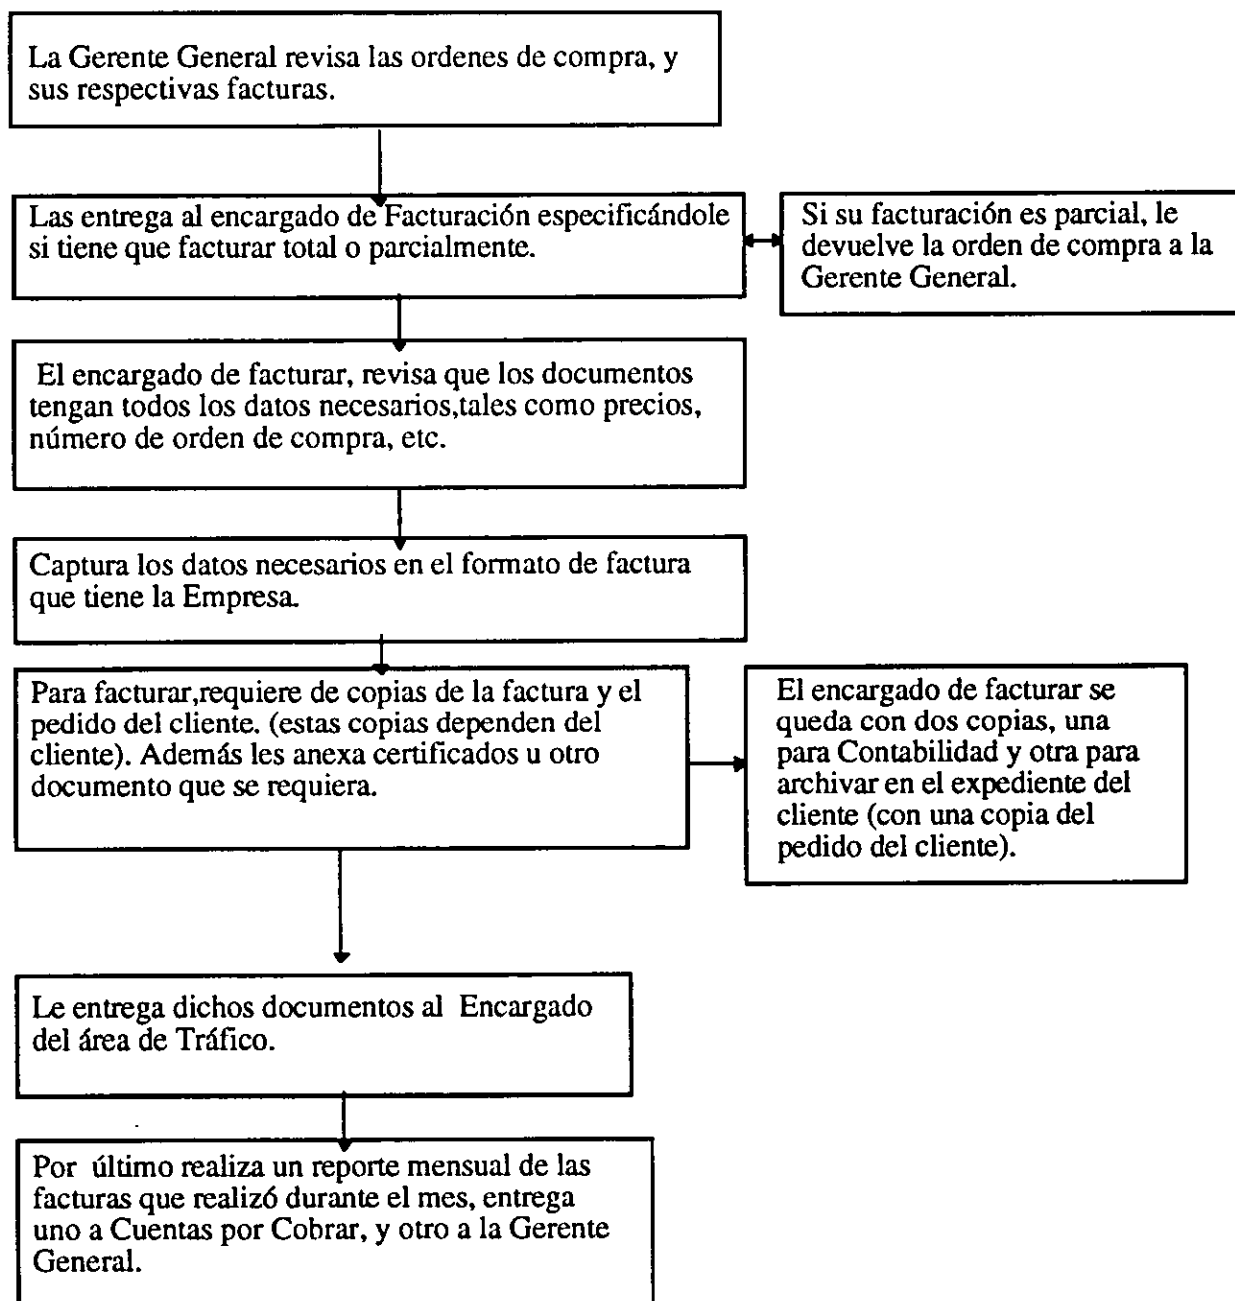 La Gerente General revisa las ordenes de compra, y
sus respectivas facturas.
Las entrega al encargado de Facturación especificándole
si tiene que facturar total o parcialmente.
Si su facturación es parcial, le
devuelve la orden de compra a la
Gerente General.
El encargado de facturar, revisa que los documentos
tengan todos los datos necesarios,tales como precios,
número de orden de compra, etc.
Captura los datos necesarios en el formato de factura
que tiene la Empresa.
Para facturar,requiere de copias de la factura y el
pedido del cliente. (estas copias dependen del
cliente). Además les anexa certificados u otro
documento que se requiera.
El encargado de facturar se
queda con dos copias, una
para Contabilidad y otra para
archivar en el expediente del
cliente (con una copia del
pedido del cliente).
Le entrega dichos documentos al Encargado
del área de Tráfico.
Por último realiza un reporte mensual de las
facturas que realizó durante el mes, entrega
uno a Cuentas por Cobrar, y otro a la Gerente
General.